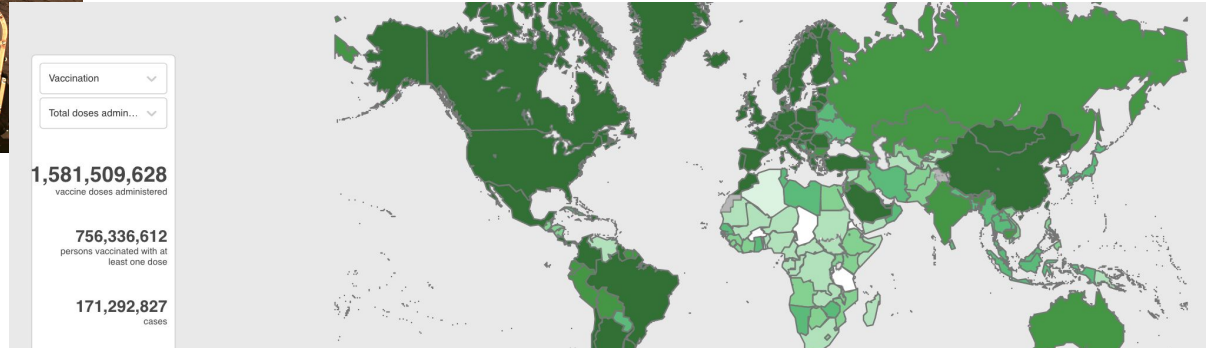 Vaccination
Total doses admin...
1,581,509,628
vaccine doses administered
756,336,612
persons vaccinated with at
least one dose
171,292,827
cases